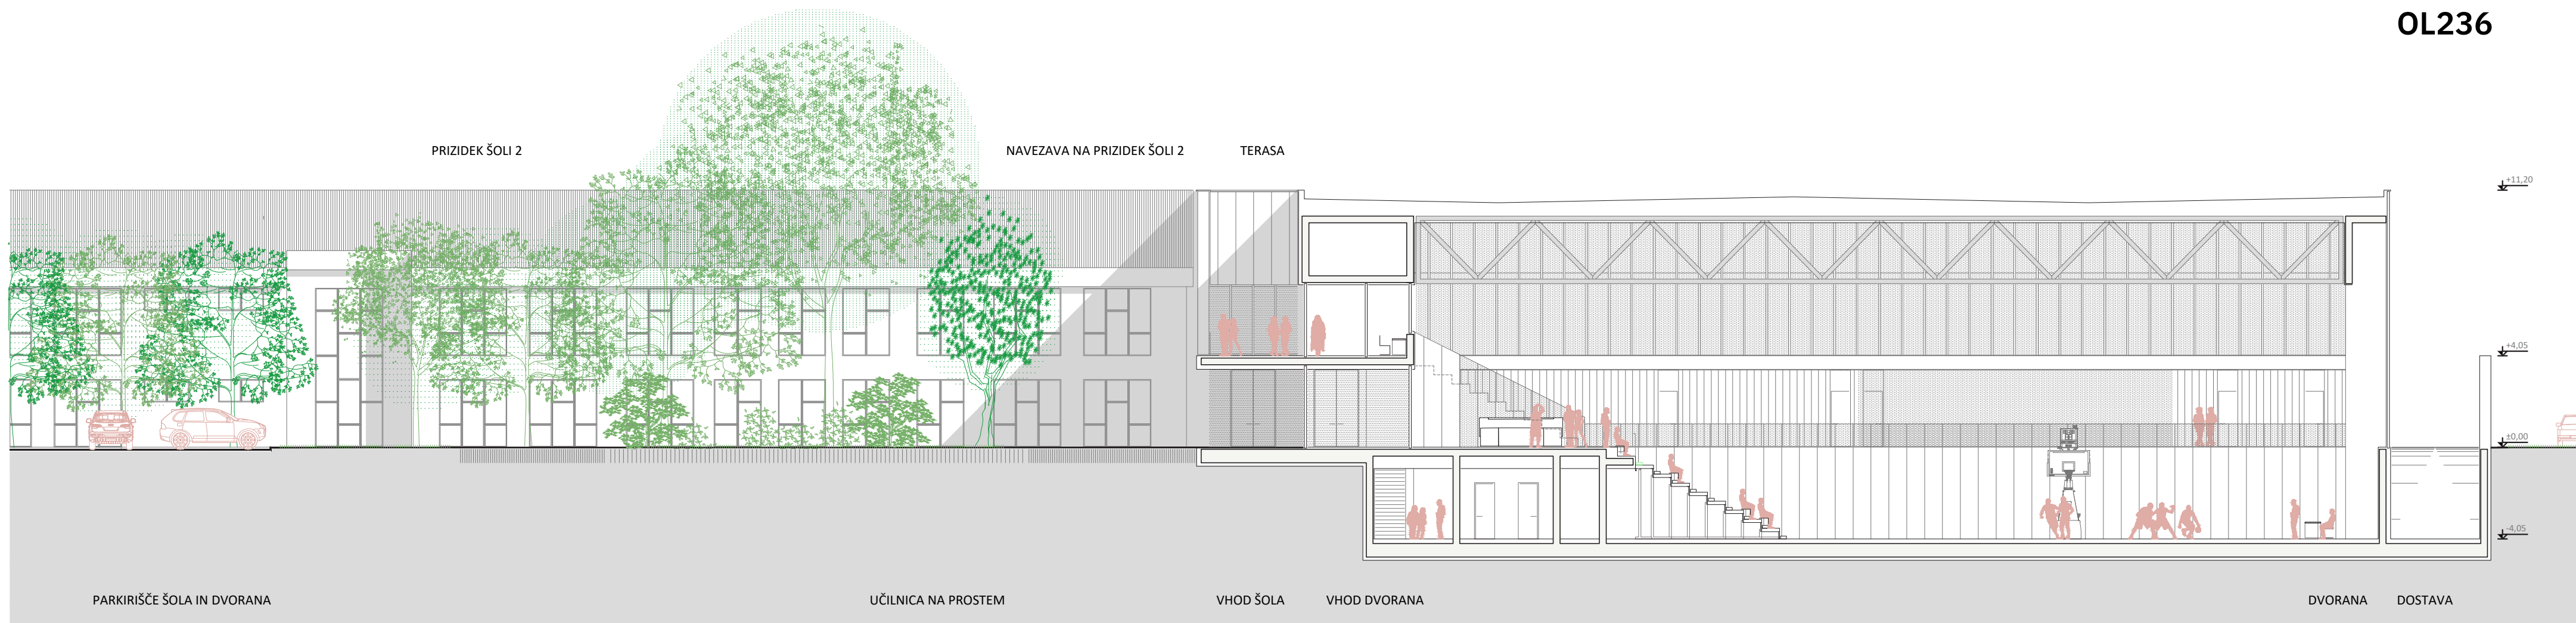 OL236
PRIZIDEK ŠOLI 2
NAVEZAVA NA PRIZIDEK ŠOLI 2
TERASA
+11,20
+4,05
±0,00
-4,05
PARKIRIŠČE ŠOLA IN DVORANA
UČILNICA NA PROSTEM
VHOD ŠOLA
VHOD DVORANA
DVORANA
DOSTAVA